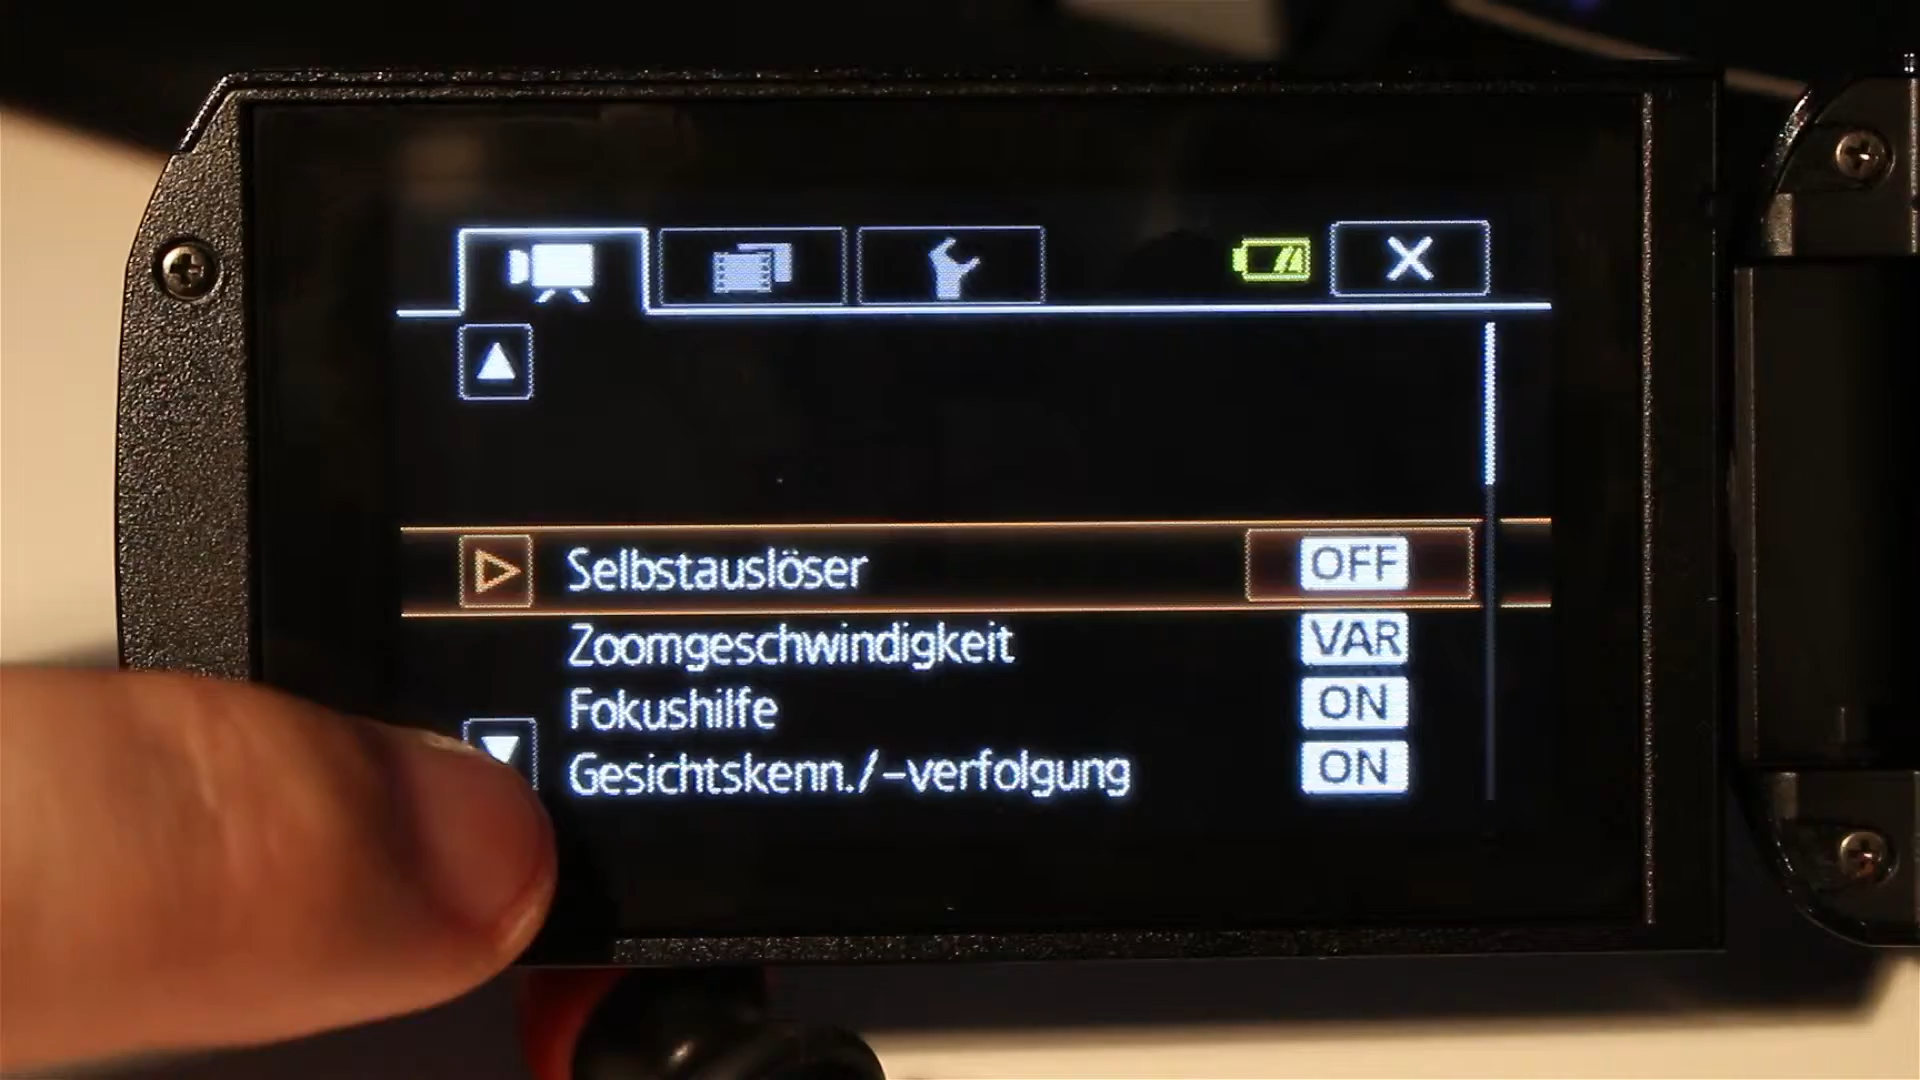 Selbstauslöser OFF
Zoomgeschwindigkeit VAR
Fokushilfe ON
Gesichtskenn./-verfolgung ON